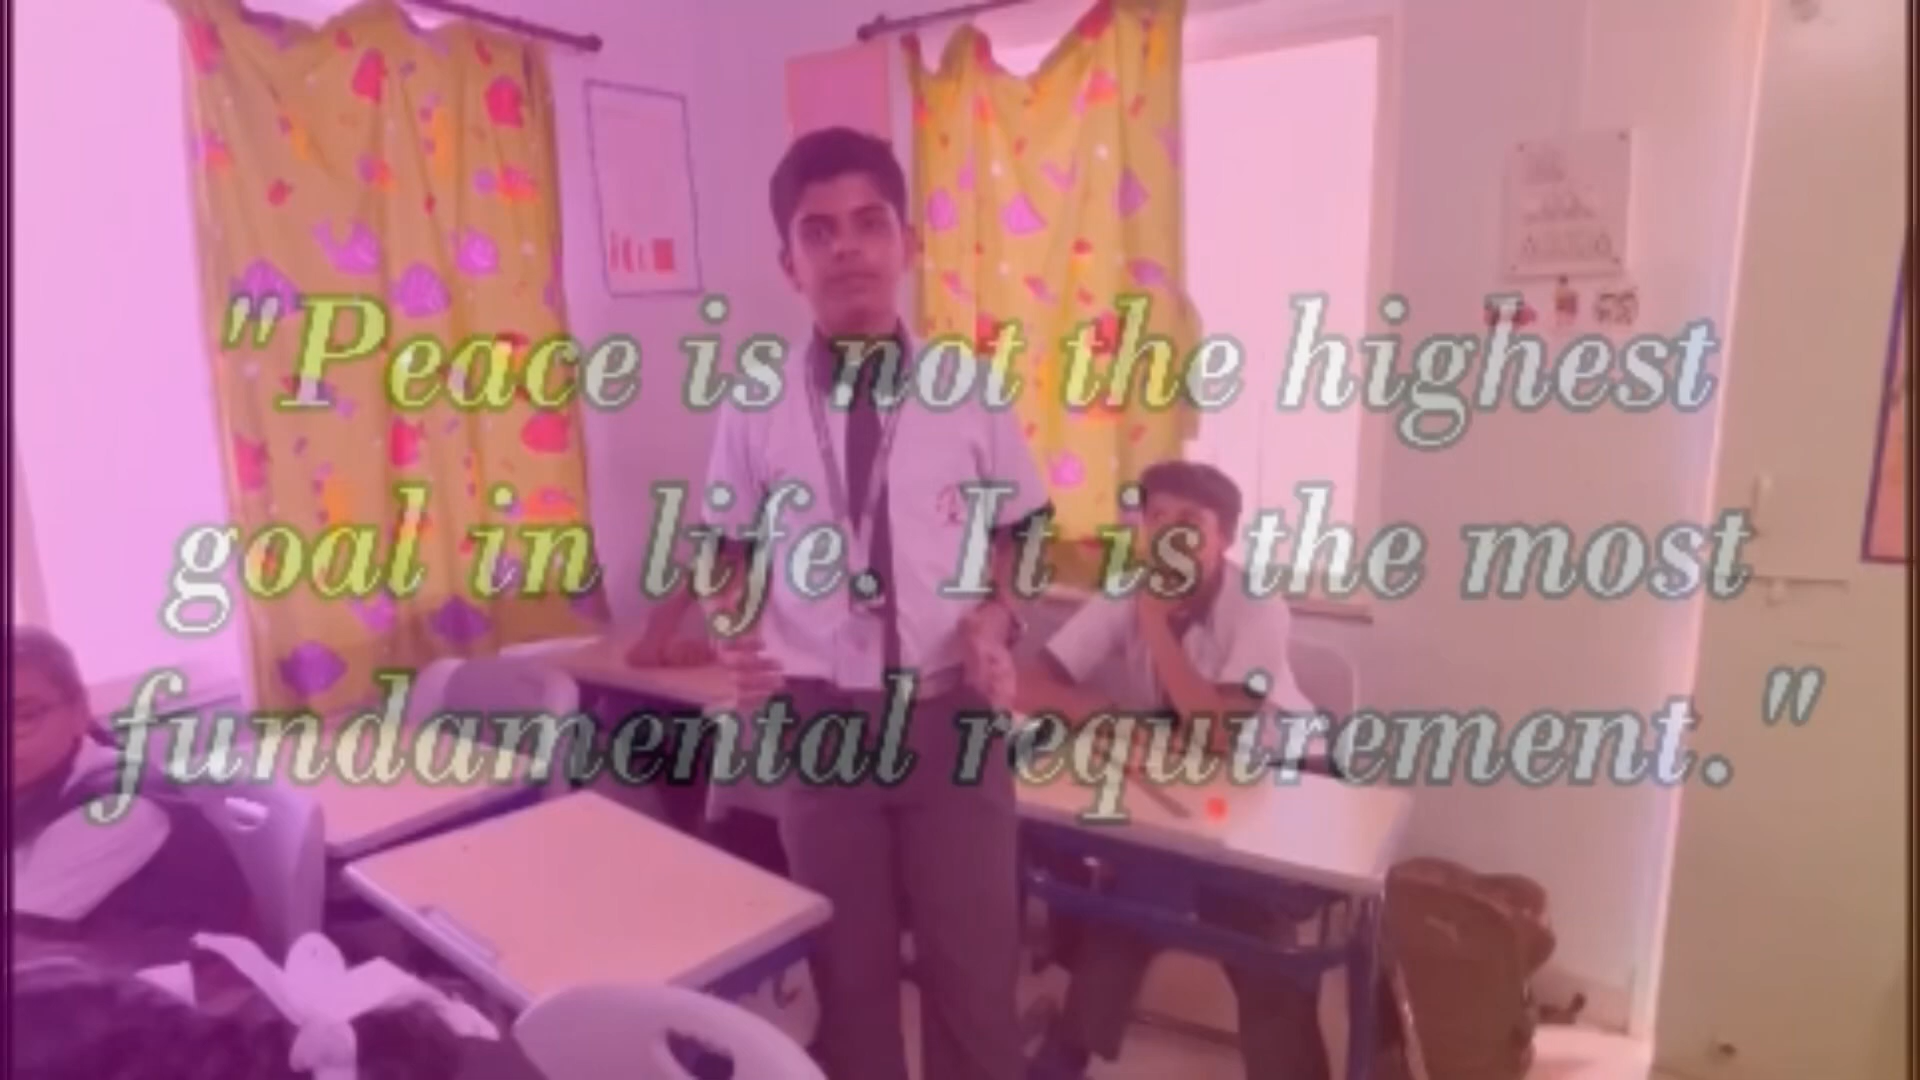 "Peace is not the highest
goal in life. It is the most
fundamental requirement."